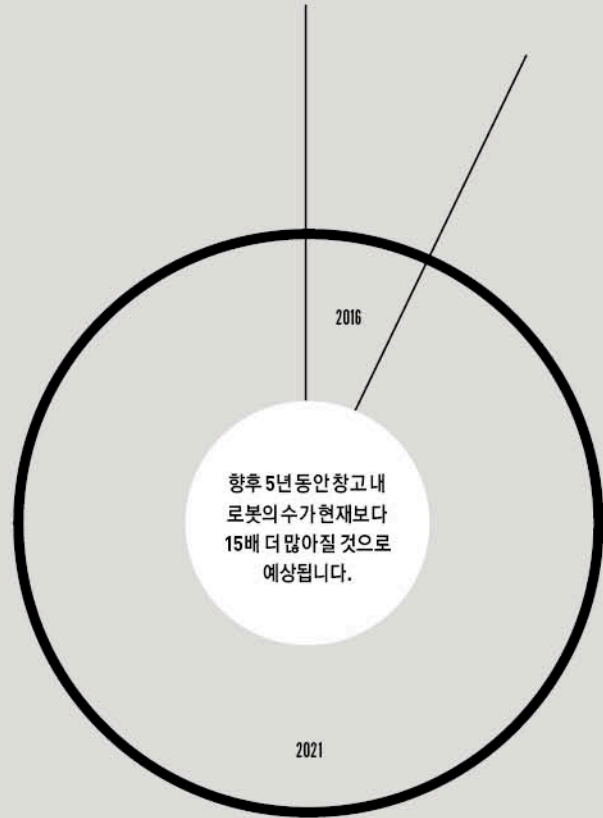 2016
향후 5년 동안 창고 내
로봇의 수가 현재보다
15배 더 많아질 것으로
예상됩니다.
2021